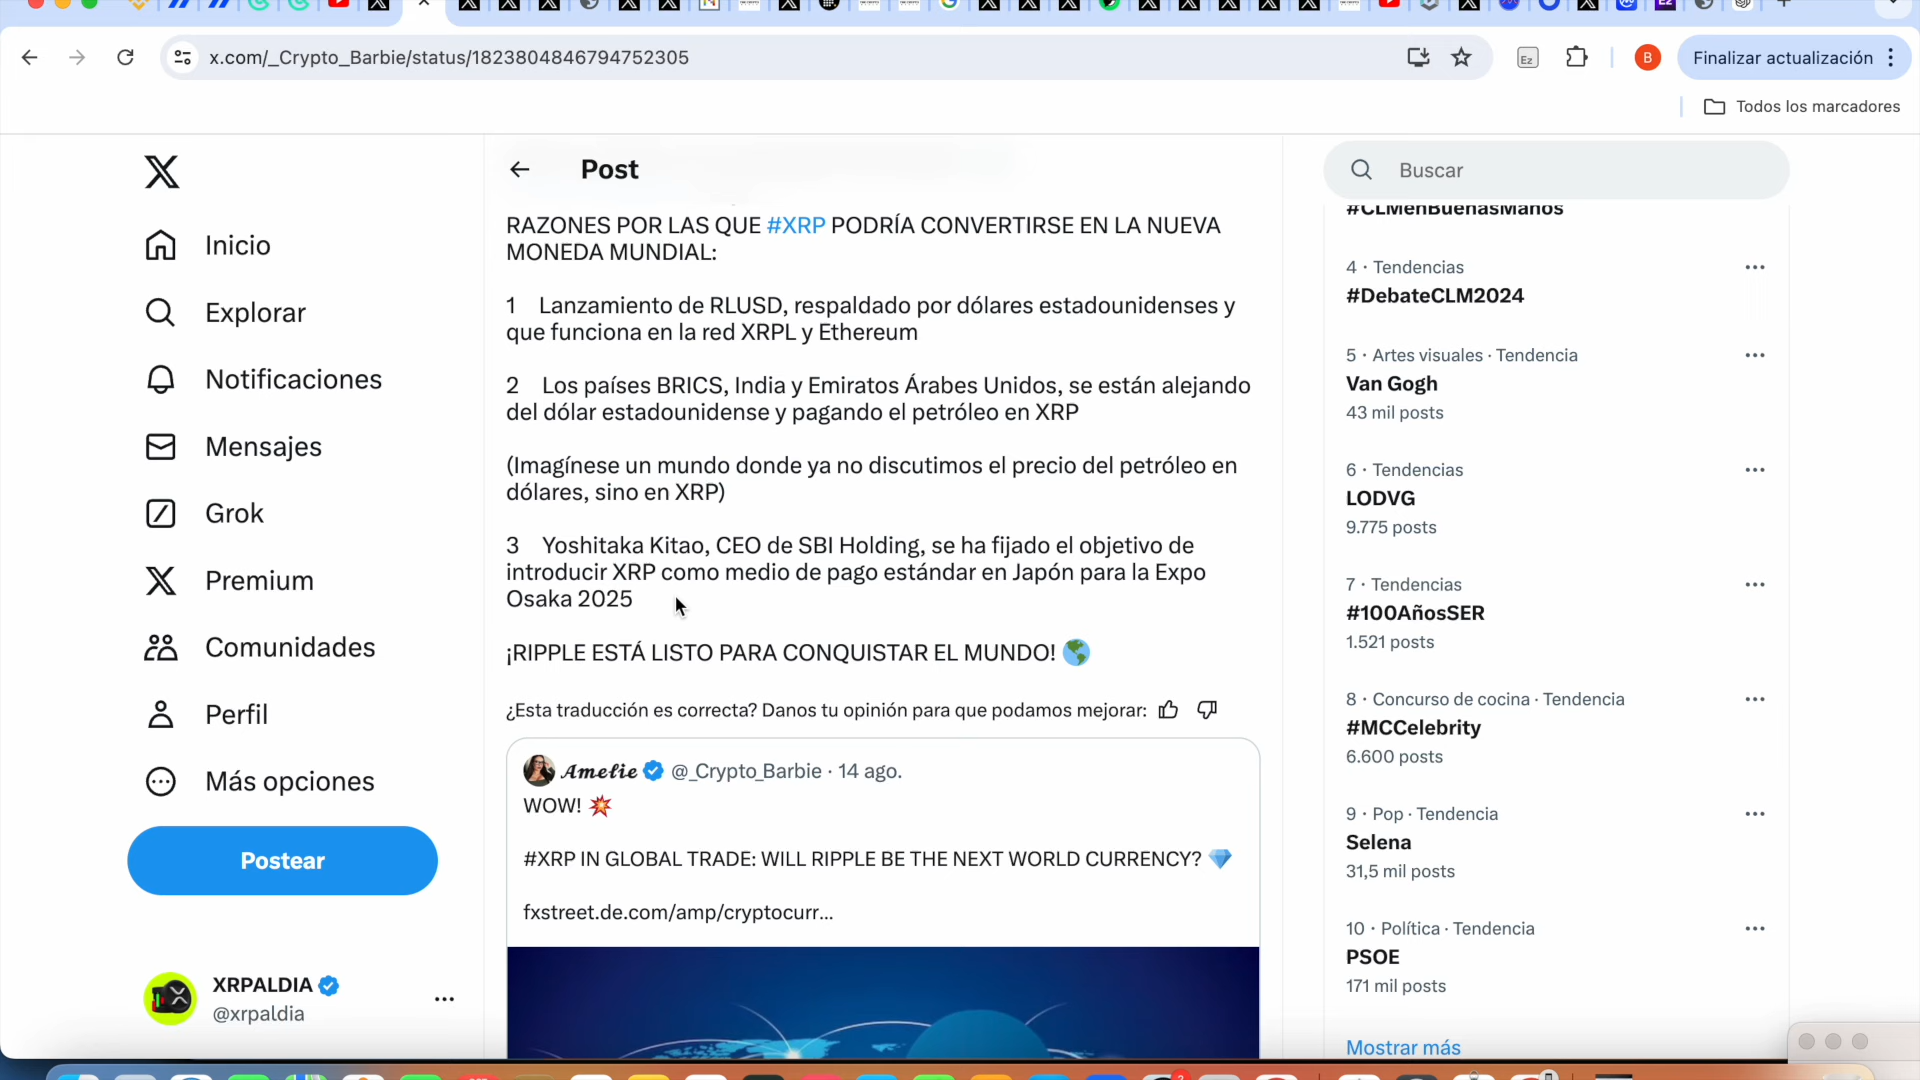 x.com/_Crypto_Barbie/status/1823804846794752305
Ez
B
Finalizar actualización
Todos los marcadores
Inicio
Explorar
Notificaciones
Mensajes
Grok
Premium
Comunidades
Perfil
Más opciones
Postear
XRPALDIA
@xrpaldia
Post
RAZONES POR LAS QUE #XRP PODRÍA CONVERTIRSE EN LA NUEVA
MONEDA MUNDIAL:
1 Lanzamiento de RLUSD, respaldado por dólares estadounidenses y
que funciona en la red XRPL y Ethereum
2 Los países BRICS, India y Emiratos Árabes Unidos, se están alejando
del dólar estadounidense y pagando el petróleo en XRP
(Imagínese un mundo donde ya no discutimos el precio del petróleo en
dólares, sino en XRP)
3 Yoshitaka Kitao, CEO de SBI Holding, se ha fijado el objetivo de
introducir XRP como medio de pago estándar en Japón para la Expo
Osaka 2025
¡RIPPLE ESTÁ LISTO PARA CONQUISTAR EL MUNDO! 🌎
¿Esta traducción es correcta? Danos tu opinión para que podamos mejorar:
Amelie @_Crypto_Barbie · 14 ago.
WOW! 💥
#XRP IN GLOBAL TRADE: WILL RIPPLE BE THE NEXT WORLD CURRENCY? 💎
fxstreet.de.com/amp/cryptocurr...
Buscar
#CLMenBuenasManos
4 · Tendencias
#DebateCLM2024
5 · Artes visuales · Tendencia
Van Gogh
43 mil posts
6 · Tendencias
LODVG
9.775 posts
7 · Tendencias
#100AñosSER
1.521 posts
8 · Concurso de cocina · Tendencia
#MCCelebrity
6.600 posts
9 · Pop · Tendencia
Selena
31,5 mil posts
10 · Política · Tendencia
PSOE
171 mil posts
Mostrar más